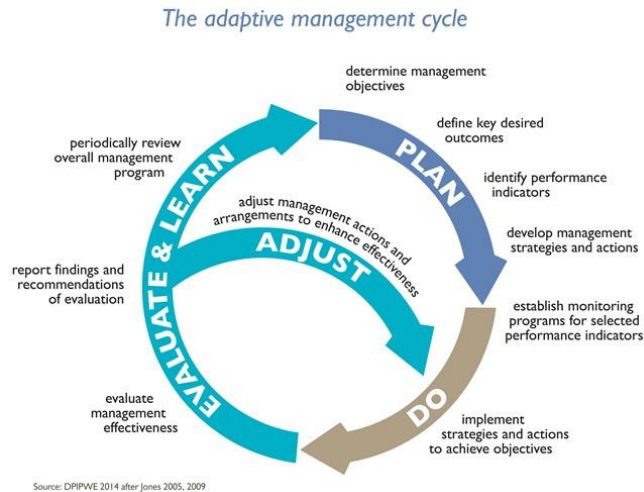 The adaptive management cycle
determine management
objectives
define key desired
outcomes
PLAN
identify performance
indicators
develop management
strategies and actions
establish monitoring
programs for selected
performance indicators
DO
implement
strategies and actions
to achieve objectives
evaluate
management
effectiveness
EVALUATE & LEARN
report findings and
recommendations
of evaluation
periodically review
overall management
program
adjust management actions and
arrangements to enhance effectiveness
ADJUST
Source: DPIPWE 2014 after Jones 2005, 2009